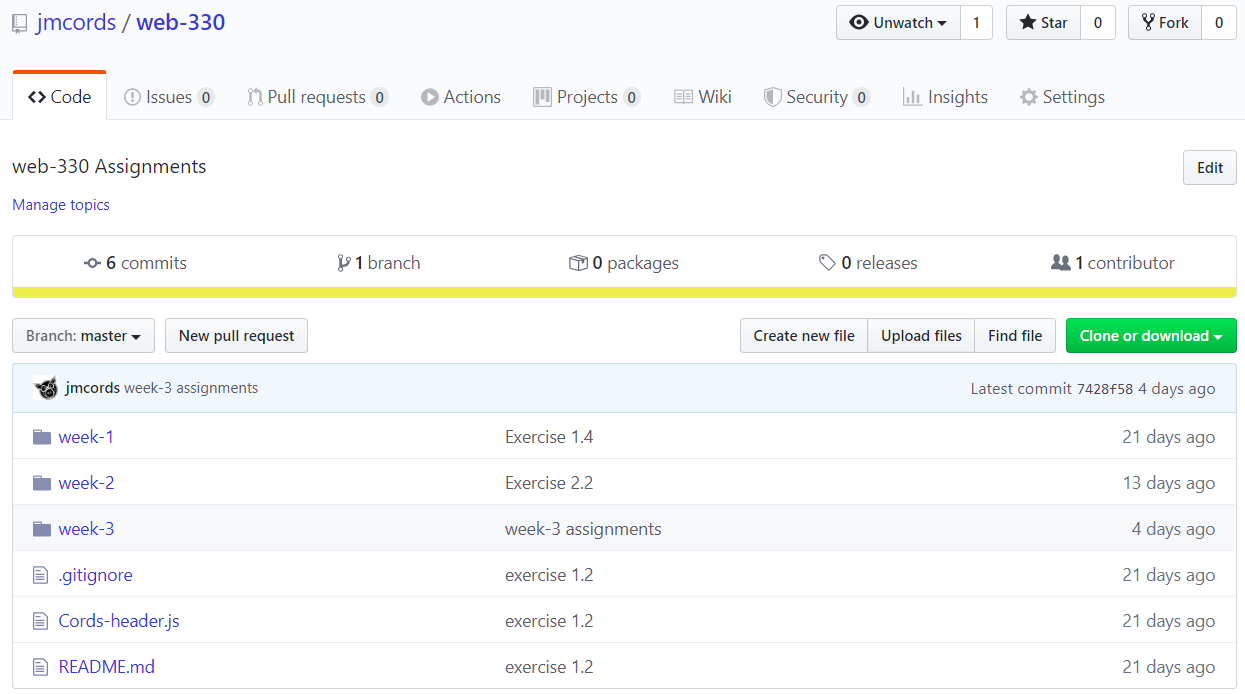 jmcords / web-330
Unwatch 1 Star 0 Fork 0
Code Issues 0 Pull requests 0 Actions Projects 0 Wiki Security 0 Insights Settings
web-330 Assignments Edit
Manage topics
6 commits 1 branch 0 packages 0 releases 1 contributor
Branch: master New pull request Create new file Upload files Find file Clone or download
jmcords week-3 assignments Latest commit 7428f58 4 days ago
week-1 Exercise 1.4 21 days ago
week-2 Exercise 2.2 13 days ago
week-3 week-3 assignments 4 days ago
.gitignore exercise 1.2 21 days ago
Cords-header.js exercise 1.2 21 days ago
README.md exercise 1.2 21 days ago